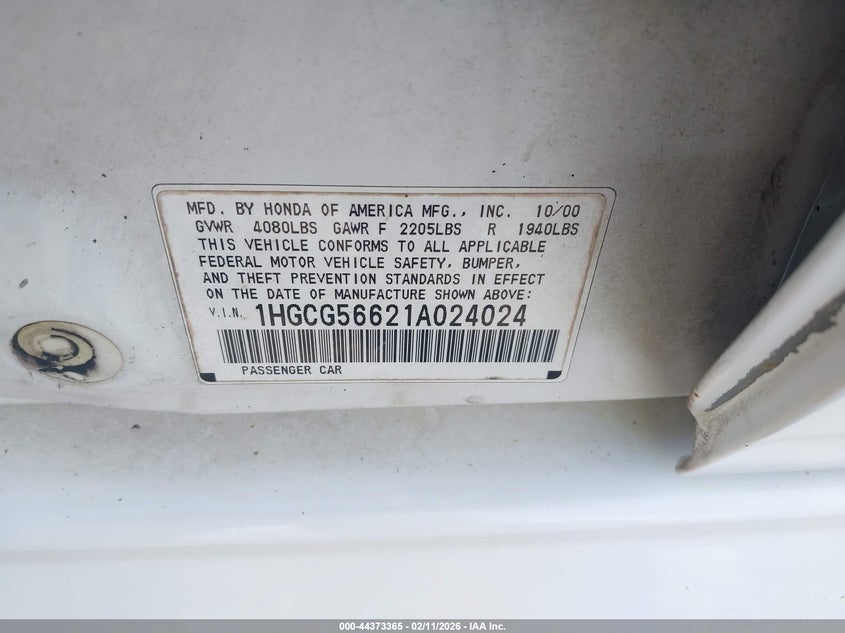 MFD. BY HONDA OF AMERICA MFG., INC. 10/00
GVWR 4080LBS GAWR F 2205LBS R 1940LBS
THIS VEHICLE CONFORMS TO ALL APPLICABLE
FEDERAL MOTOR VEHICLE SAFETY, BUMPER,
AND THEFT PREVENTION STANDARDS IN EFFECT
ON THE DATE OF MANUFACTURE SHOWN ABOVE:
V.I.N. 1HGCG56621A024024
PASSENGER CAR
000-44373365 - 02/11/2026 - IAA Inc.